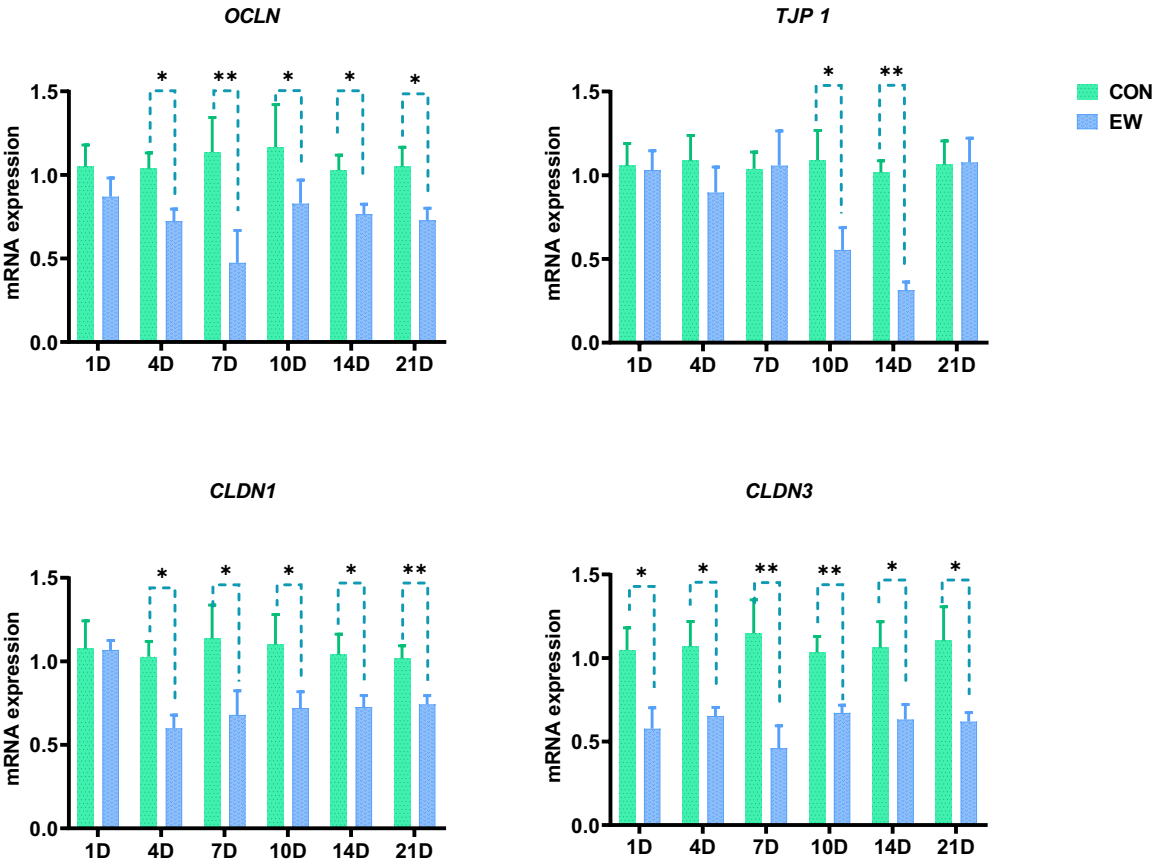 OCLN
* ** * * *
1.5
1.0
0.5
0.0
mRNA expression
1D 4D 7D 10D 14D 21D
TJP 1
* **
1.5
1.0
0.5
0.0
mRNA expression
1D 4D 7D 10D 14D 21D
CON
EW
CLDN1
* * * * **
1.5
1.0
0.5
0.0
mRNA expression
1D 4D 7D 10D 14D 21D
CLDN3
* * ** ** * *
1.5
1.0
0.5
0.0
mRNA expression
1D 4D 7D 10D 14D 21D